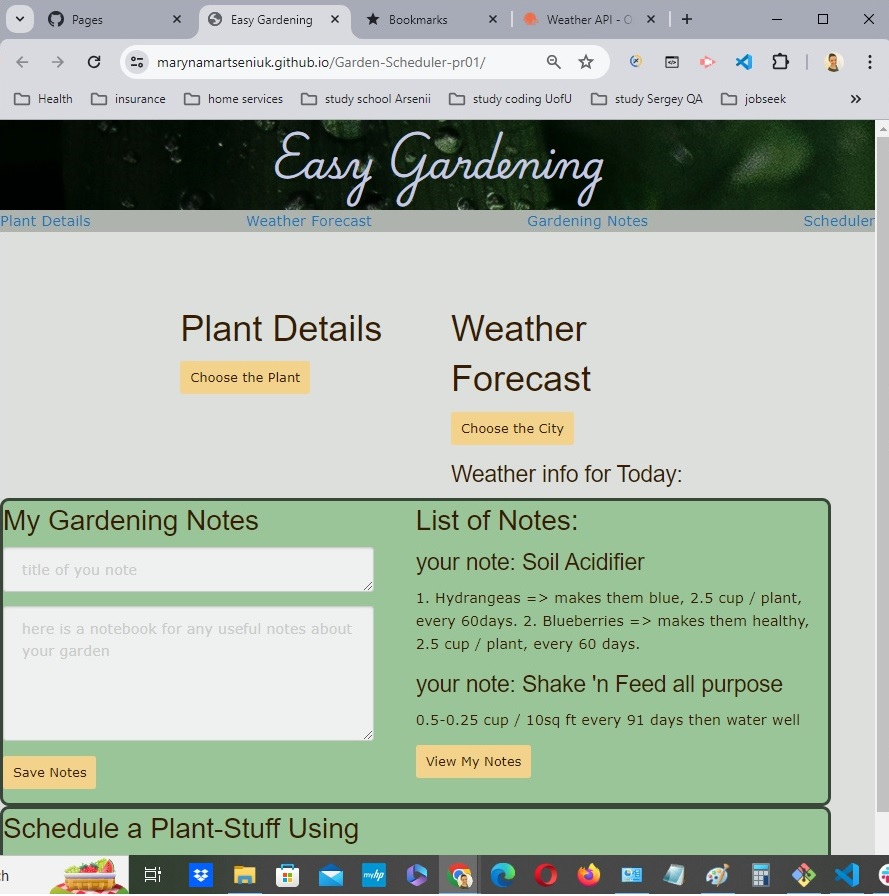 Pages
Easy Gardening
Bookmarks
Weather API - O
marynamartseniuk.github.io/Garden-Scheduler-pr01/
Health
insurance
home services
study school Arsenii
study coding UofU
study Sergey QA
jobseek
Easy Gardening
Plant Details
Weather Forecast
Gardening Notes
Scheduler
Plant Details
Choose the Plant
Weather
Forecast
Choose the City
Weather info for Today:
My Gardening Notes
title of you note
here is a notebook for any useful notes about
your garden
Save Notes
List of Notes:
your note: Soil Acidifier
1. Hydrangeas => makes them blue, 2.5 cup / plant,
every 60days. 2. Blueberries => makes them healthy,
2.5 cup / plant, every 60 days.
your note: Shake 'n Feed all purpose
0.5-0.25 cup / 10sq ft every 91 days then water well
View My Notes
Schedule a Plant-Stuff Using
ch
myhp